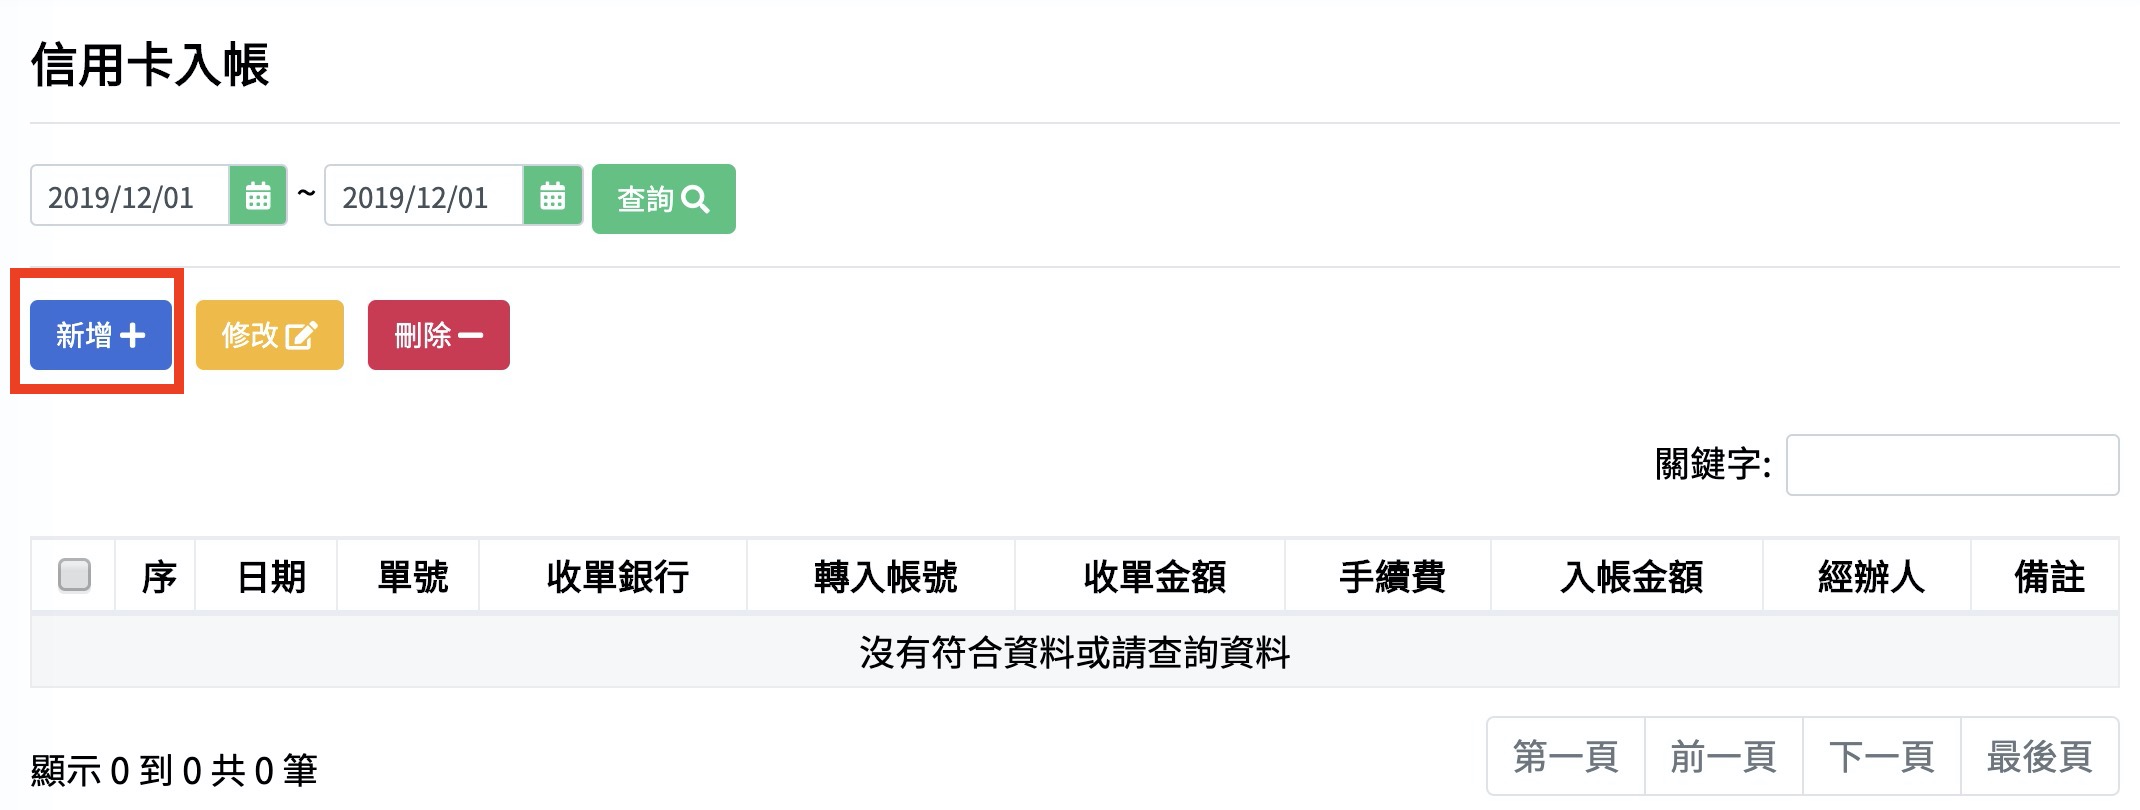 信用卡入帳
2019/12/01 ~ 2019/12/01 查詢
新增 修改 刪除
關鍵字:
序 日期 單號 收單銀行 轉入帳號 收單金額 手續費 入帳金額 經辦人 備註
沒有符合資料或請查詢資料
顯示 0 到 0 共 0 筆
第一頁 前一頁 下一頁 最後頁